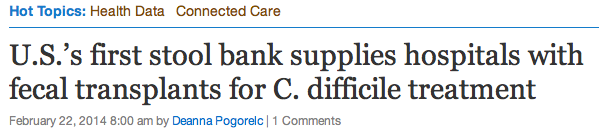 Hot Topics: Health Data Connected Care
U.S.’s first stool bank supplies hospitals with
fecal transplants for C. difficile treatment
February 22, 2014 8:00 am by Deanna Pogorelc | 1 Comments